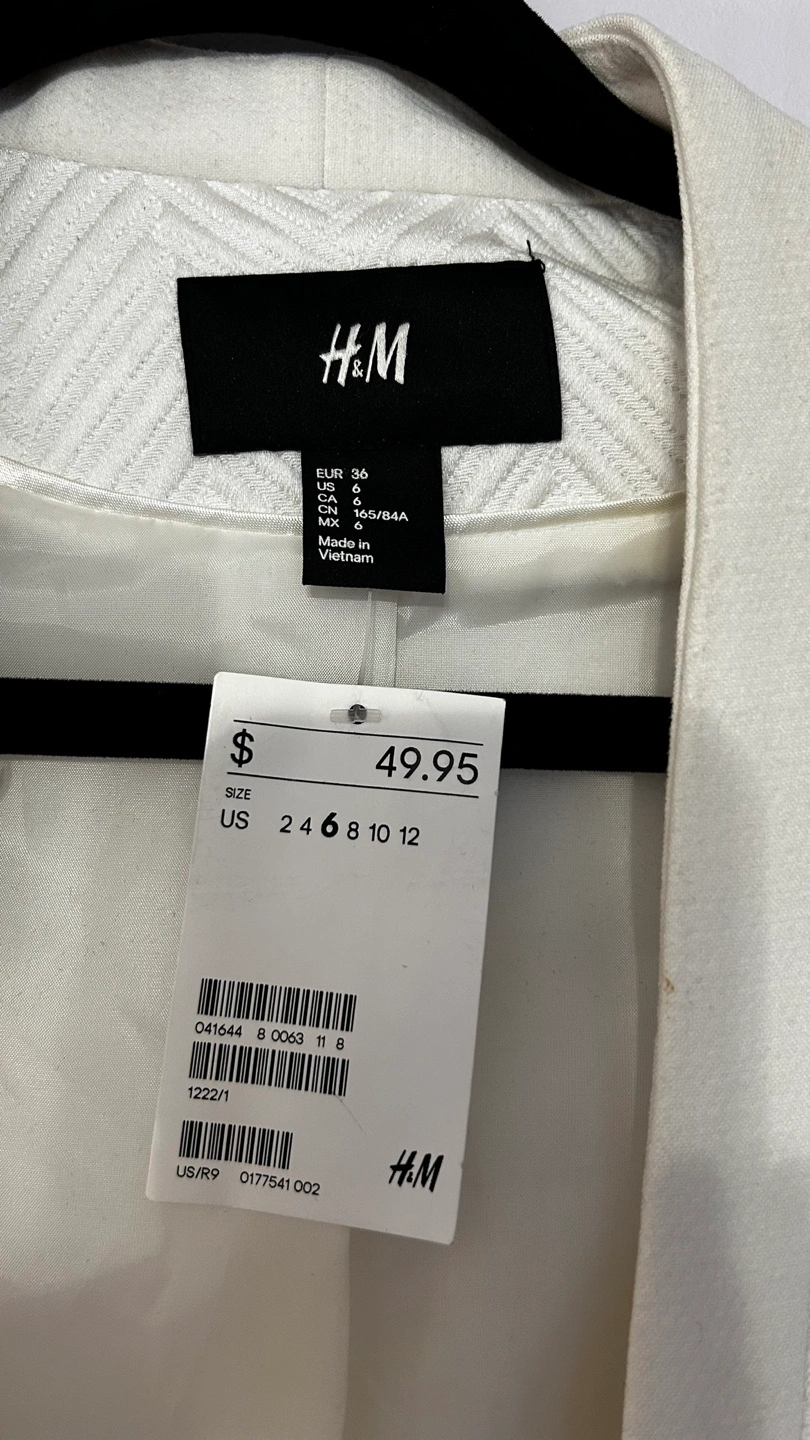 H&M
EUR 36
US 6
CA 6
CN 165/84A
MX 6
Made in
Vietnam
$ 49.95
SIZE
US 2 4 6 8 10 12
041644 8 0063 11 8
1222/1
US/R9 0177541 002
H&M